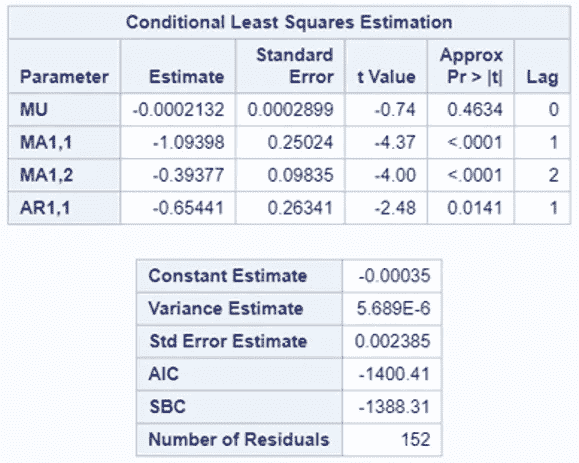 Conditional Least Squares Estimation
Parameter Estimate Standard Error t Value Approx Pr > |t| Lag
MU -0.0002132 0.0002899 -0.74 0.4634 0
MA1,1 -1.09398 0.25024 -4.37 <.0001 1
MA1,2 -0.39377 0.09835 -4.00 <.0001 2
AR1,1 -0.65441 0.26341 -2.48 0.0141 1
Constant Estimate -0.00035
Variance Estimate 5.689E-6
Std Error Estimate 0.002385
AIC -1400.41
SBC -1388.31
Number of Residuals 152